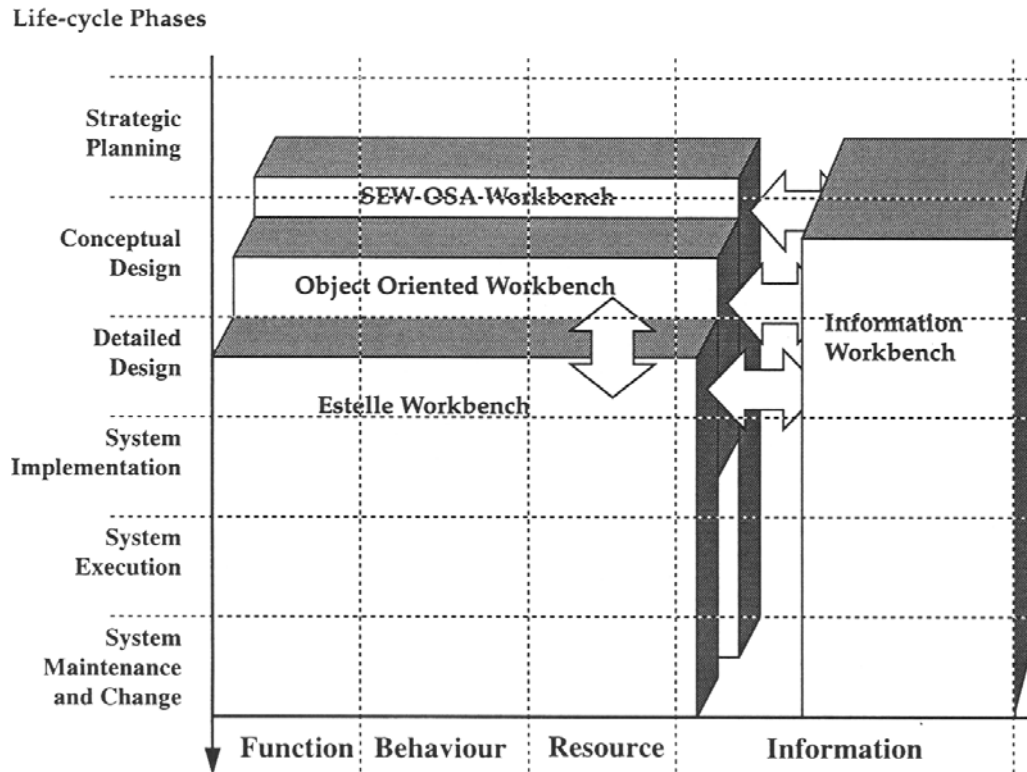 Life-cycle Phases
Strategic
Planning
SEW-OSA Workbench
Conceptual
Design
Object Oriented Workbench
Detailed
Design
Information
Workbench
Estelle Workbench
System
Implementation
System
Execution
System
Maintenance
and Change
Function
Behaviour
Resource
Information